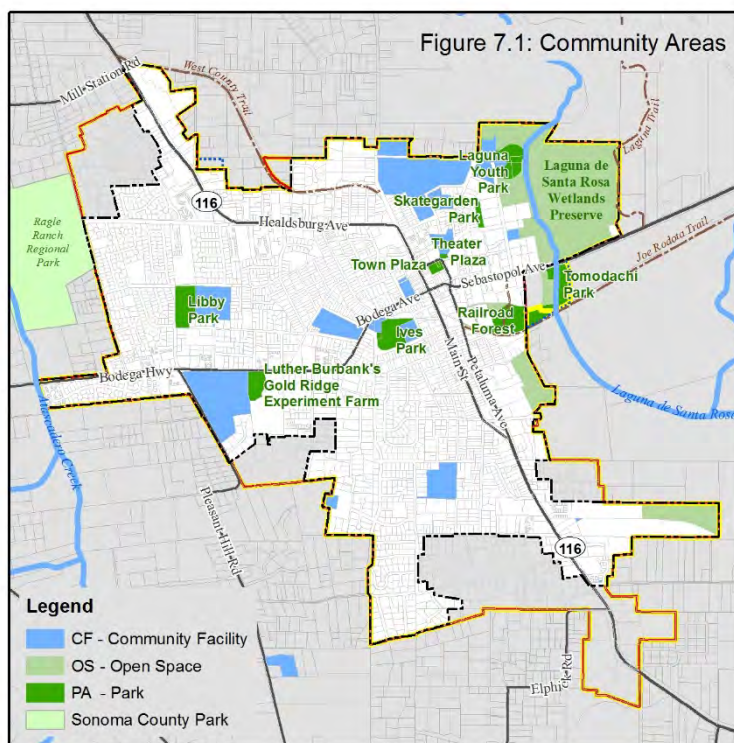 Figure 7.1: Community Areas
Mill Station Rd
West County Trail
Laguna Trail
Laguna
Youth
Park
Laguna de
Santa Rosa
Wetlands
Preserve
116
Skategarden
Park
Healdsburg Ave
Ragle
Ranch
Regional
Park
Theater
Plaza
Joe Rodota Trail
Town Plaza
Sebastopol Ave
Tomodachi
Park
Libby
Park
Bodega Ave
Railroad
Forest
Ives
Park
Main St
Petaluma Ave
Bodega Hwy
Luther Burbank's
Gold Ridge
Experiment Farm
Laguna de Santa Rosa
Atascadero Creek
Pleasant Hill Rd
116
Elphick Rd
Legend
CF - Community Facility
OS - Open Space
PA - Park
Sonoma County Park